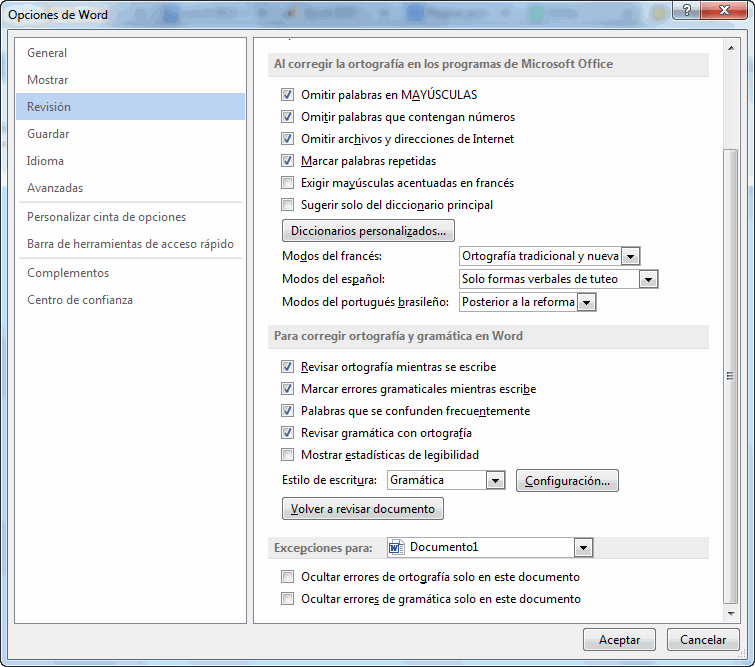 Opciones de Word
General
Mostrar
Revisión
Guardar
Idioma
Avanzadas
Personalizar cinta de opciones
Barra de herramientas de acceso rápido
Complementos
Centro de confianza
Al corregir la ortografía en los programas de Microsoft Office
Omitir palabras en MAYÚSCULAS
Omitir palabras que contengan números
Omitir archivos y direcciones de Internet
Marcar palabras repetidas
Exigir mayúsculas acentuadas en francés
Sugerir solo del diccionario principal
Diccionarios personalizados...
Modos del francés: Ortografía tradicional y nueva
Modos del español: Solo formas verbales de tuteo
Modos del portugués brasileño: Posterior a la reforma
Para corregir ortografía y gramática en Word
Revisar ortografía mientras se escribe
Marcar errores gramaticales mientras escribe
Palabras que se confunden frecuentemente
Revisar gramática con ortografía
Mostrar estadísticas de legibilidad
Estilo de escritura: Gramática Configuración...
Volver a revisar documento
Excepciones para: Documento1
Ocultar errores de ortografía solo en este documento
Ocultar errores de gramática solo en este documento
Aceptar Cancelar